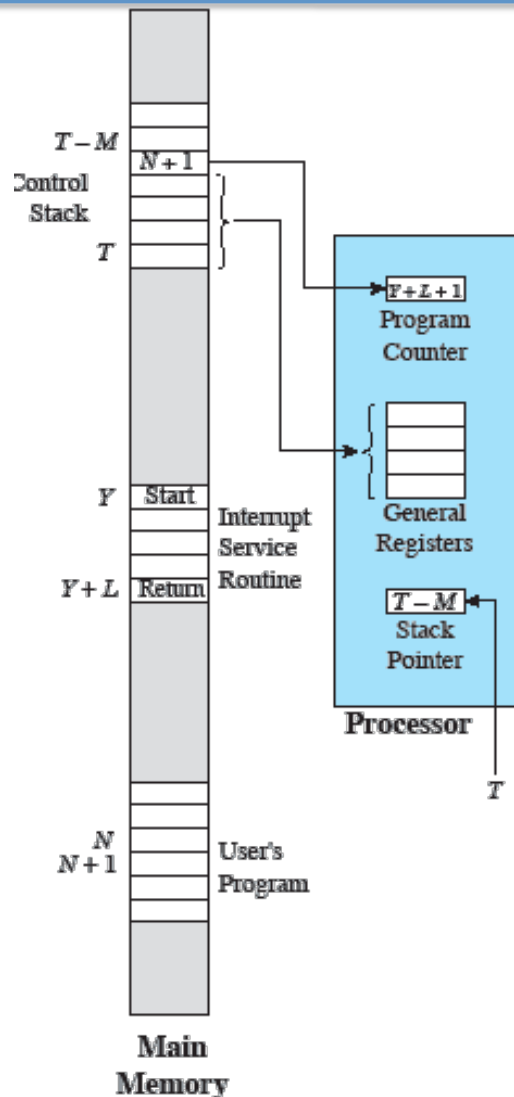 T – M
N + 1
Control
Stack
T
Y + L + 1
Program
Counter
Y
Start
Interrupt
Service
Routine
Y + L
Return
General
Registers
T – M
Stack
Pointer
Processor
T
N
N + 1
User's
Program
Main
Memory